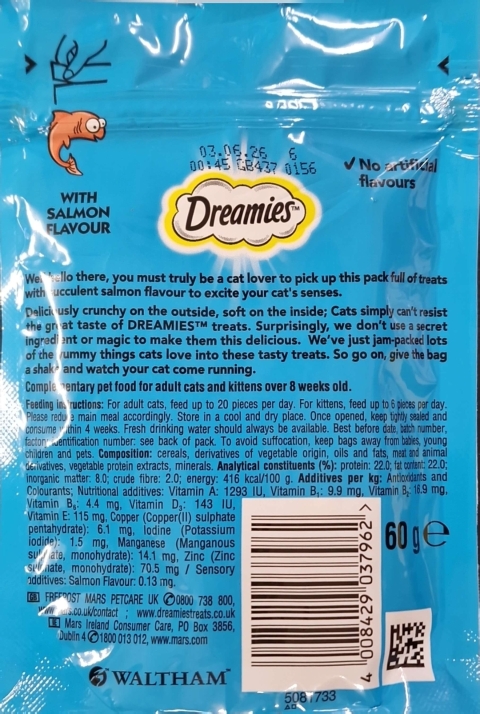 03.06.26 6
00:45 GB437 0156
✓ No artificial
flavours
WITH
SALMON
FLAVOUR
Dreamies™
Well hello there, you must truly be a cat lover to pick up this pack full of treats
with succulent salmon flavour to excite your cat's senses.
Deliciously crunchy on the outside, soft on the inside; Cats simply can't resist
the great taste of DREAMIES™ treats. Surprisingly, we don't use a secret
ingredient or magic to make them this delicious. We've just jam-packed lots
of the yummy things cats love into these tasty treats. So go on, give the bag
a shake and watch your cat come running.
Complementary pet food for adult cats and kittens over 8 weeks old.
Feeding Instructions: For adult cats, feed up to 20 pieces per day. For kittens, feed up to 6 pieces per day.
Please reduce main meal accordingly. Store in a cool and dry place. Once opened, keep tightly sealed and
consume within 4 weeks. Fresh drinking water should always be available. Best before date, batch number,
factory identification number: see back of pack. To avoid suffocation, keep bags away from babies, young
children and pets. Composition: cereals, derivatives of vegetable origin, oils and fats, meat and animal
derivatives, vegetable protein extracts, minerals. Analytical constituents (%): protein: 22.0; fat content: 22.0;
inorganic matter: 8.0; crude fibre: 2.0; energy: 416 kcal/100 g. Additives per kg: Antioxidants and
Colourants; Nutritional additives: Vitamin A: 1293 IU, Vitamin B₁: 9.9 mg, Vitamin B₂: 16.9 mg,
Vitamin B₆: 4.4 mg, Vitamin D₃: 143 IU,
Vitamin E: 115 mg, Copper (Copper(II) sulphate
pentahydrate): 6.1 mg, Iodine (Potassium
iodide): 1.5 mg, Manganese (Manganous
sulphate, monohydrate): 14.1 mg, Zinc (Zinc
sulphate, monohydrate): 70.5 mg / Sensory
additives: Salmon Flavour: 0.13 mg.
60 g e
FREEPOST MARS PETCARE UK 0800 738 800,
www.mars.co.uk/contact ; www.dreamiestreats.co.uk
Mars Ireland Consumer Care, PO Box 3856,
Dublin 4 1800 013 012, www.mars.com
4 008429 037962 >
WALTHAM™
5081733